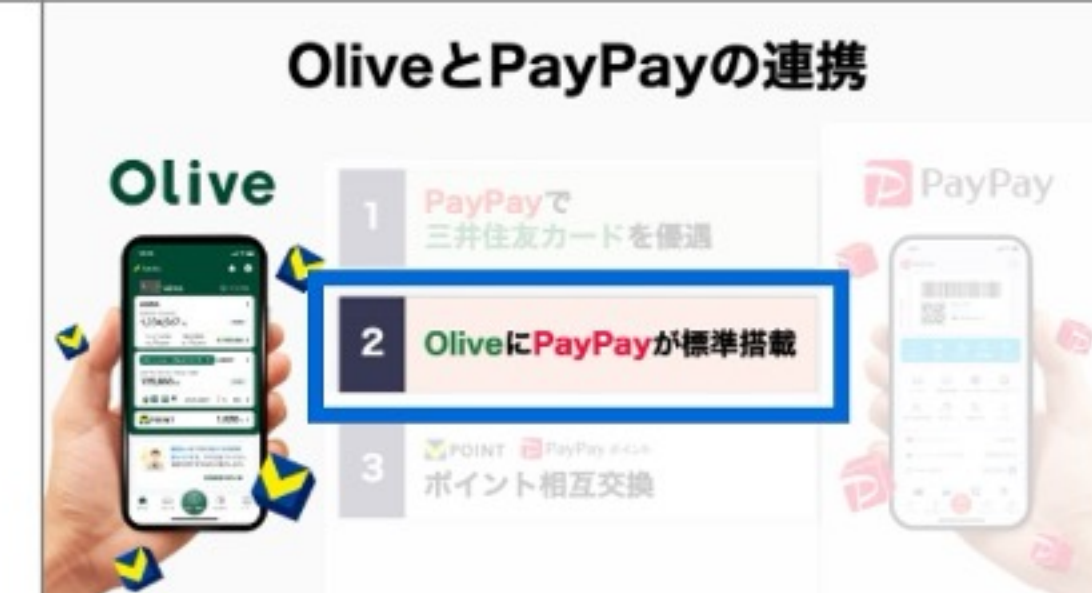 OliveとPayPayの連携
Olive
PayPay
1
PayPayで
三井住友カードを優遇
2
OliveにPayPayが標準搭載
3
POINT PayPay ポイント
ポイント相互交換
POINT